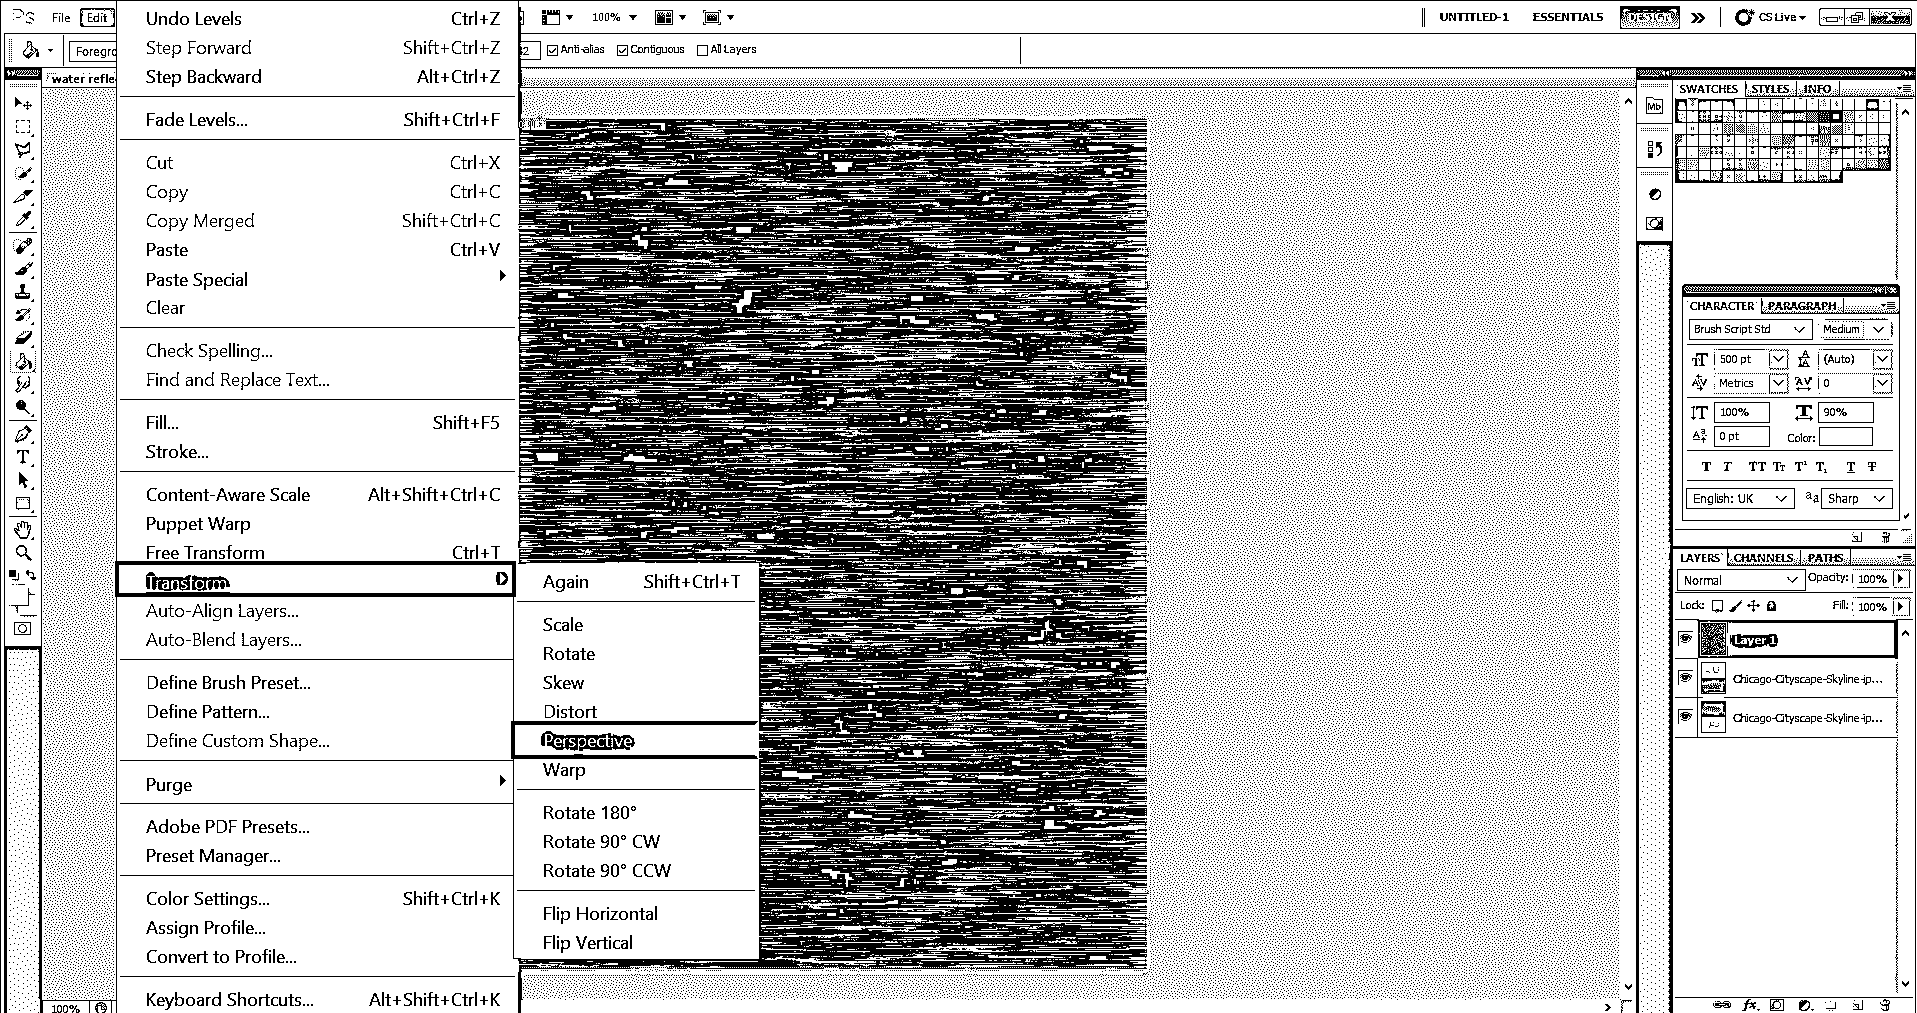 Ps File Edit 100% UNTITLED-1 ESSENTIALS DESIGN CS Live
Anti-alias Contiguous All Layers
Undo Levels Ctrl+Z
Step Forward Shift+Ctrl+Z
Step Backward Alt+Ctrl+Z
Fade Levels... Shift+Ctrl+F
Cut Ctrl+X
Copy Ctrl+C
Copy Merged Shift+Ctrl+C
Paste Ctrl+V
Paste Special
Clear
Check Spelling...
Find and Replace Text...
Fill... Shift+F5
Stroke...
Content-Aware Scale Alt+Shift+Ctrl+C
Puppet Warp
Free Transform Ctrl+T
Transform
Auto-Align Layers...
Auto-Blend Layers...
Define Brush Preset...
Define Pattern...
Define Custom Shape...
Purge
Adobe PDF Presets...
Preset Manager...
Color Settings... Shift+Ctrl+K
Assign Profile...
Convert to Profile...
Keyboard Shortcuts... Alt+Shift+Ctrl+K
Again Shift+Ctrl+T
Scale
Rotate
Skew
Distort
Perspective
Warp
Rotate 180°
Rotate 90° CW
Rotate 90° CCW
Flip Horizontal
Flip Vertical
water refle
100%
SWATCHES STYLES INFO
Mb
CHARACTER PARAGRAPH
Brush Script Std Medium
500 pt (Auto)
Metrics 0
100% 90%
0 pt Color:
English: UK aa Sharp
LAYERS CHANNELS PATHS
Normal Opacity: 100%
Lock: Fill: 100%
Layer 1
Chicago-Cityscape-Skyline-ip...
Chicago-Cityscape-Skyline-ip...